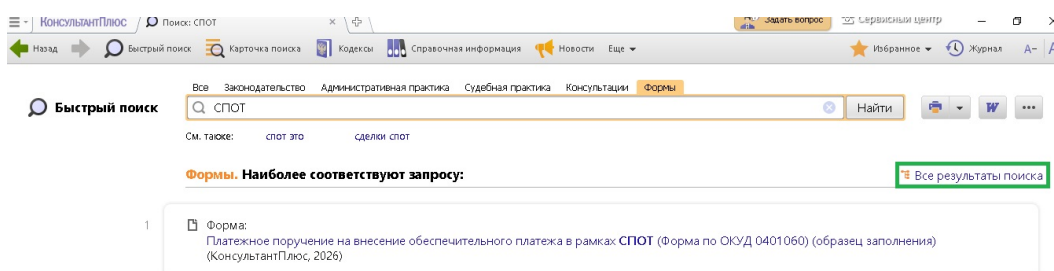 КОНСУЛЬТАНТПЛЮС Поиск: СПОТ Задать вопрос Сервисный центр
Назад Быстрый поиск Карточка поиска Кодексы Справочная информация Новости Еще Избранное Журнал А-
Все Законодательство Административная практика Судебная практика Консультации Формы
Быстрый поиск СПОТ Найти W
См. также: спот это сделки спот
Формы. Наиболее соответствуют запросу: Все результаты поиска
1 Форма:
Платежное поручение на внесение обеспечительного платежа в рамках СПОТ (Форма по ОКУД 0401060) (образец заполнения)
(КонсультантПлюс, 2026)